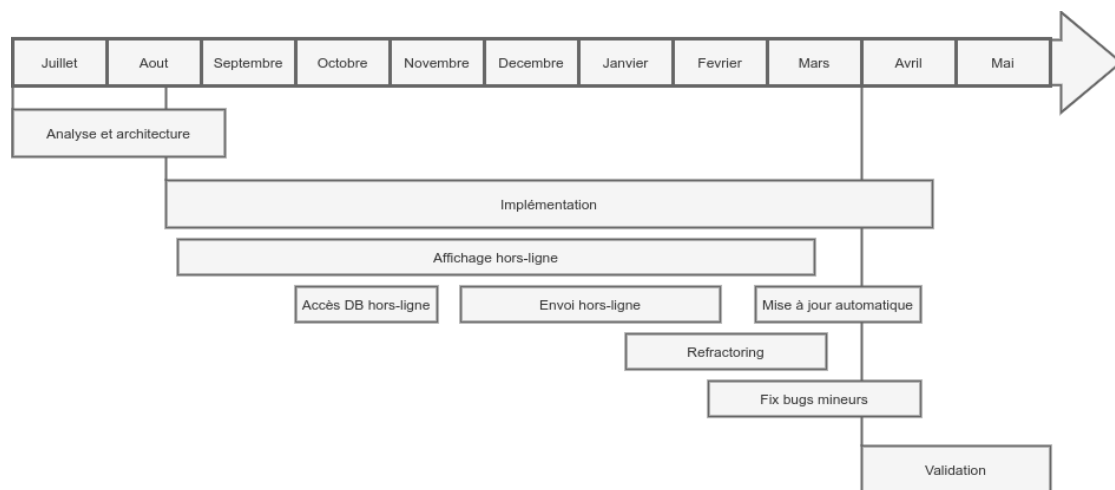 Juillet
Aout
Septembre
Octobre
Novembre
Decembre
Janvier
Fevrier
Mars
Avril
Mai
Analyse et architecture
Implémentation
Affichage hors-ligne
Accès DB hors-ligne
Envoi hors-ligne
Mise à jour automatique
Refractoring
Fix bugs mineurs
Validation